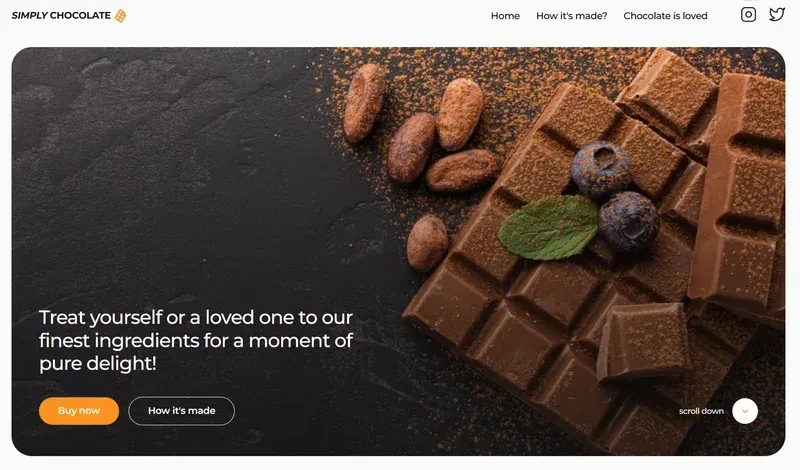 SIMPLY CHOCOLATE
Home How it's made? Chocolate is loved
Treat yourself or a loved one to our
finest ingredients for a moment of
pure delight!
Buy now How it's made
scroll down